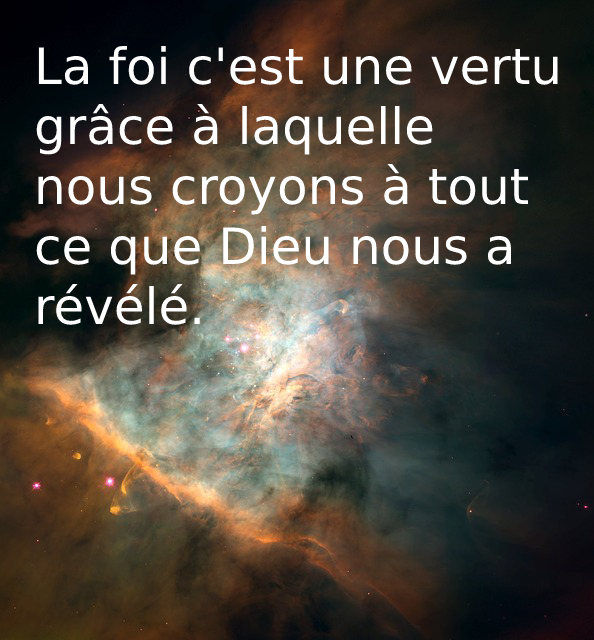 La foi c'est une vertu
grâce à laquelle
nous croyons à tout
ce que Dieu nous a
révélé.